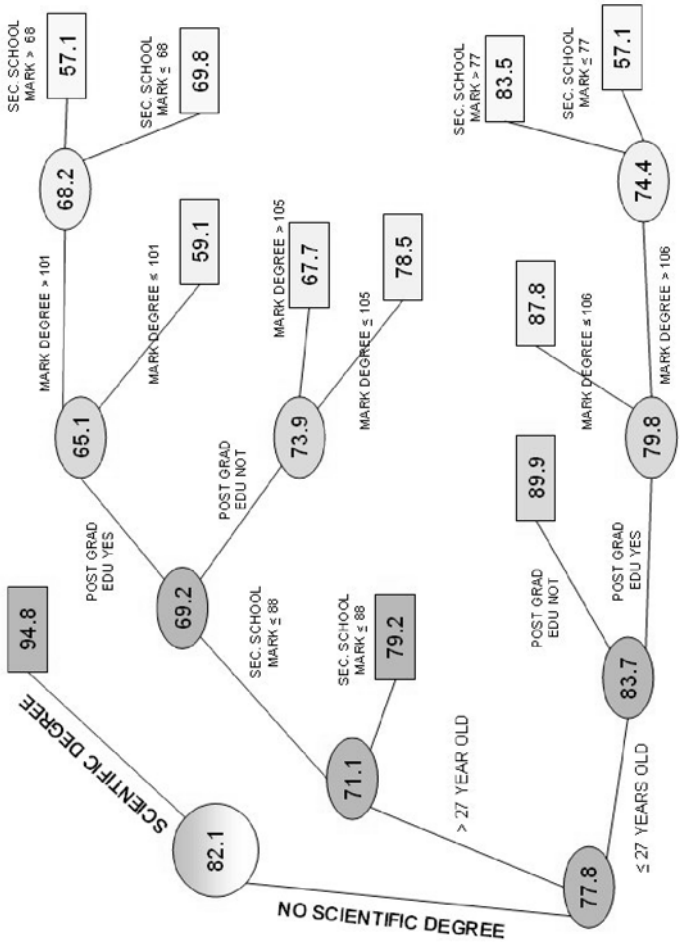 SEC. SCHOOL
MARK > 68
57.1
SEC. SCHOOL
MARK ≤ 68
69.8
68.2
MARK DEGREE > 101
MARK DEGREE ≤ 101
59.1
65.1
POST GRAD
EDU YES
POST GRAD
EDU NOT
MARK DEGREE > 105
67.7
MARK DEGREE ≤ 105
78.5
73.9
69.2
94.8
SCIENTIFIC DEGREE
82.1
SEC. SCHOOL
MARK ≤ 88
SEC. SCHOOL
MARK ≤ 88
79.2
71.1
> 27 YEAR OLD
NO SCIENTIFIC DEGREE
77.8
≤ 27 YEARS OLD
83.7
POST GRAD
EDU NOT
89.9
POST GRAD
EDU YES
79.8
MARK DEGREE ≤ 106
87.8
MARK DEGREE > 106
74.4
SEC. SCHOOL
MARK > 77
83.5
SEC. SCHOOL
MARK ≤ 77
57.1